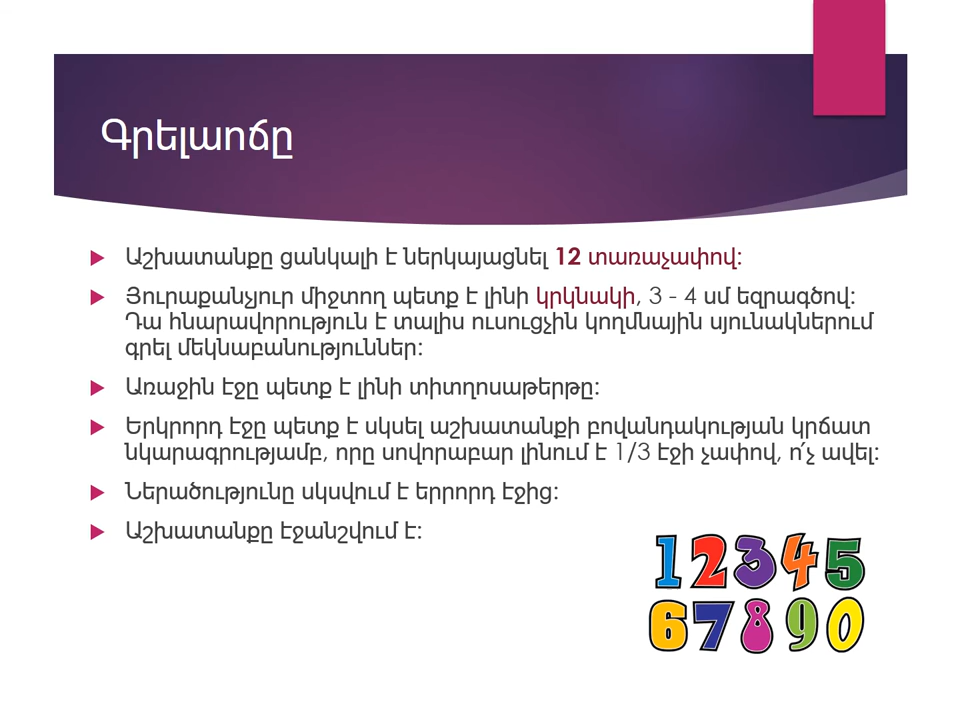 Գրելաոճը
Աշխատանքը ցանկալի է ներկայացնել 12 տառաչափով։
Յուրաքանչյուր միջտող պետք է լինի կրկնակի, 3 - 4 սմ եզրագծով։
Դա հնարավորություն է տալիս ուսուցչին կողմնային սյունակներում
գրել մեկնաբանություններ։
Առաջին էջը պետք է լինի տիտղոսաթերթը։
Երկրորդ էջը պետք է սկսել աշխատանքի բովանդակության կրճատ
նկարագրությամբ, որը սովորաբար լինում է 1/3 էջի չափով, ո՛չ ավել։
Ներածությունը սկսվում է երրորդ էջից։
Աշխատանքը էջանշվում է։
12345
67890